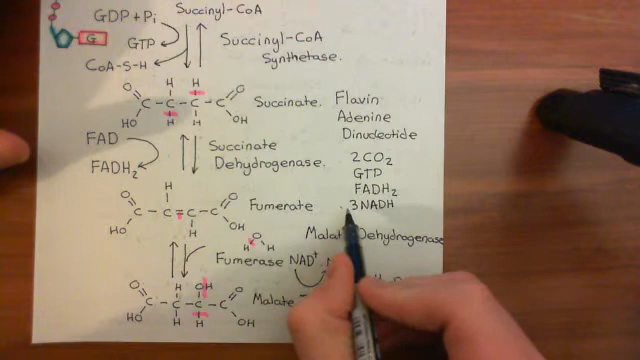 Succinyl-CoA
GDP+Pi
G
GTP
Succinyl-CoA
Synthetase.
CoA-S-H
H H
O C-C-C-C O
HO H H OH
Succinate.
Flavin
Adenine
Dinucleotide
FAD
FADH2
Succinate
Dehydrogenase.
2CO2
GTP
FADH2
3NADH
H
O C-C=C-C O
HO H OH
Fumerate
H O H
Malate Dehydrogenase
Fumerase
NAD+
H OH
O C-C-C-C O
HO H H OH
Malate